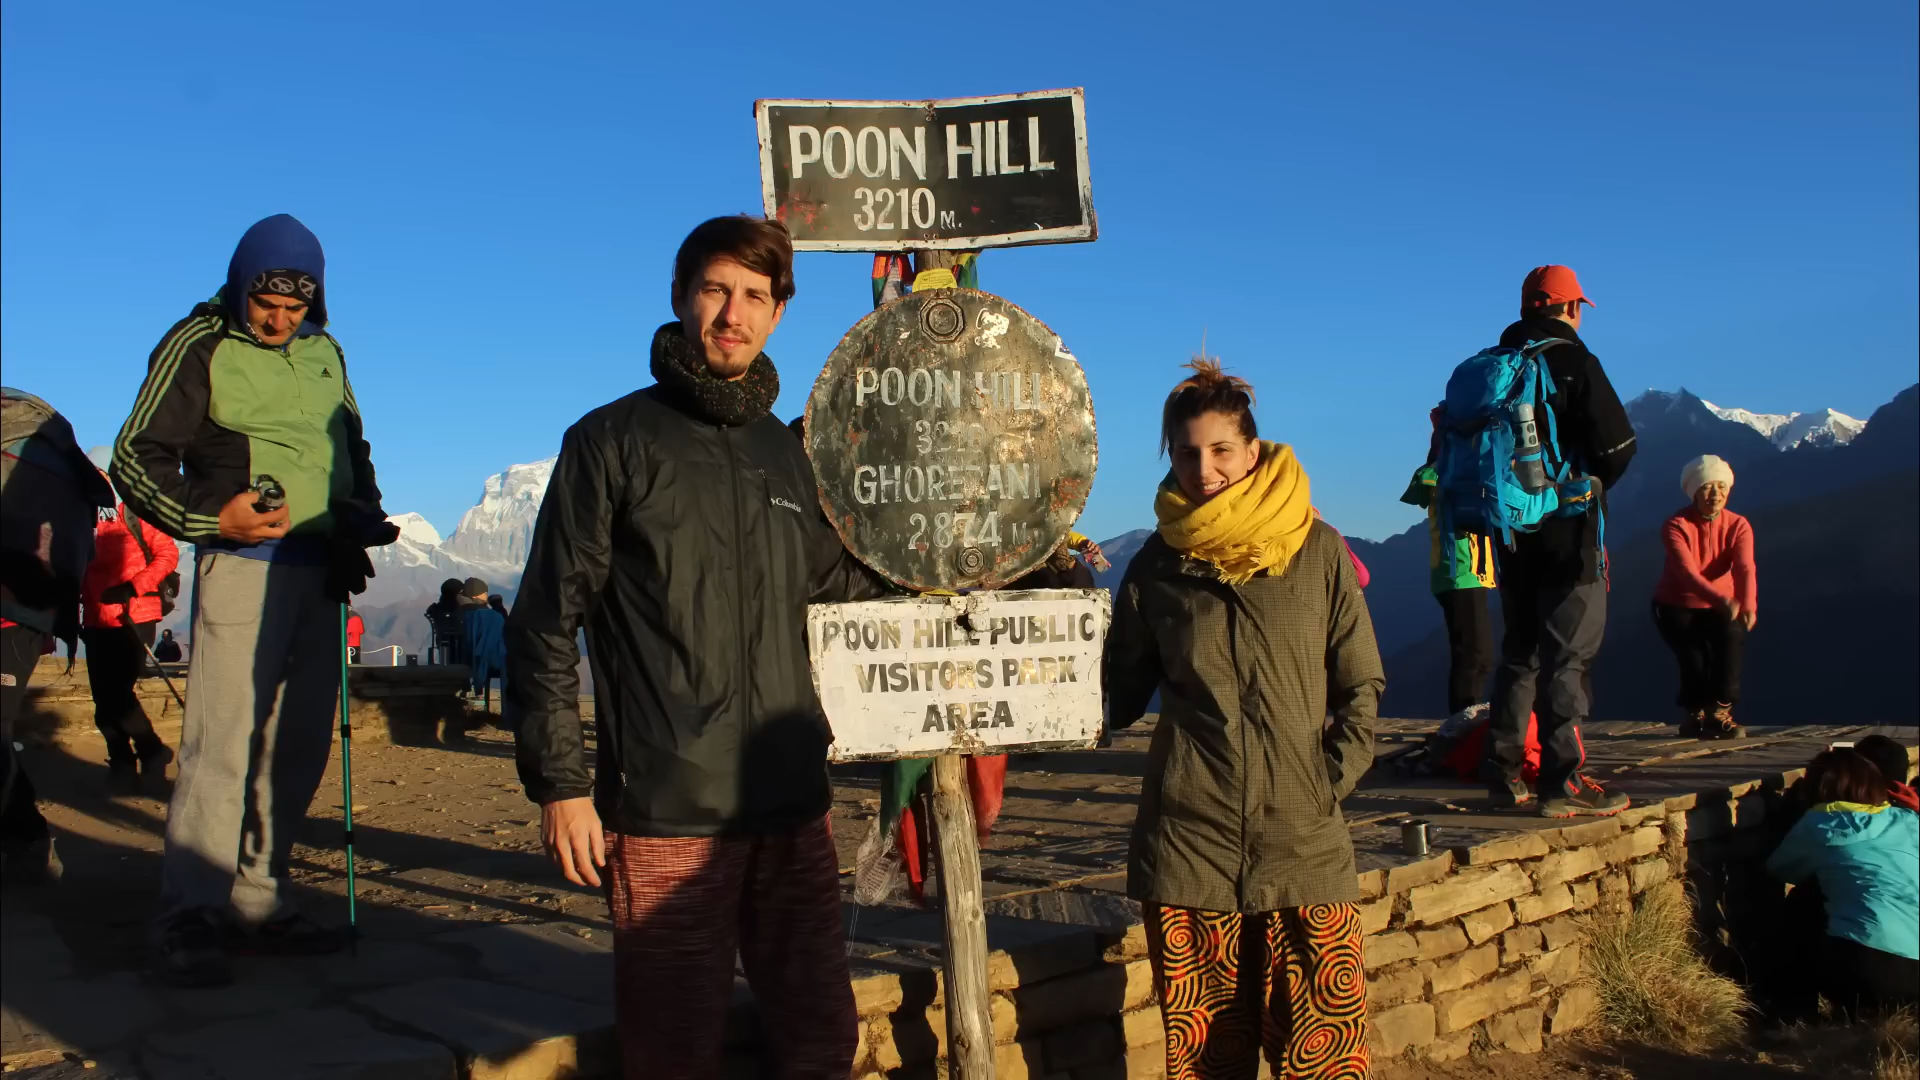 POON HILL
3210 M.
POON HILL
GHOREPANI
2874 M
POON HILL PUBLIC
VISITORS PARK
AREA
Columbia